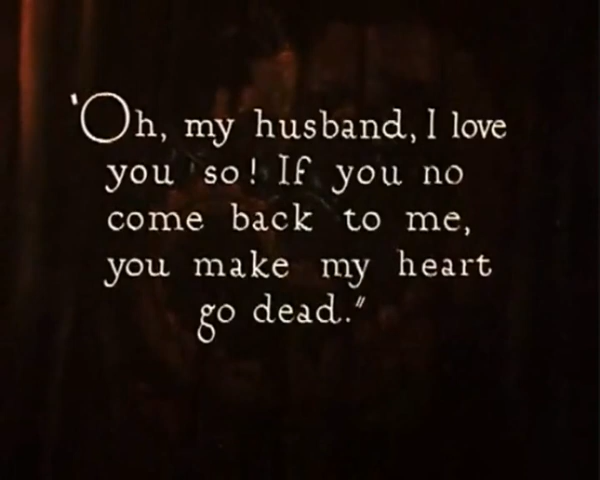 "Oh, my husband, I love
you so! If you no
come back to me,
you make my heart
go dead."